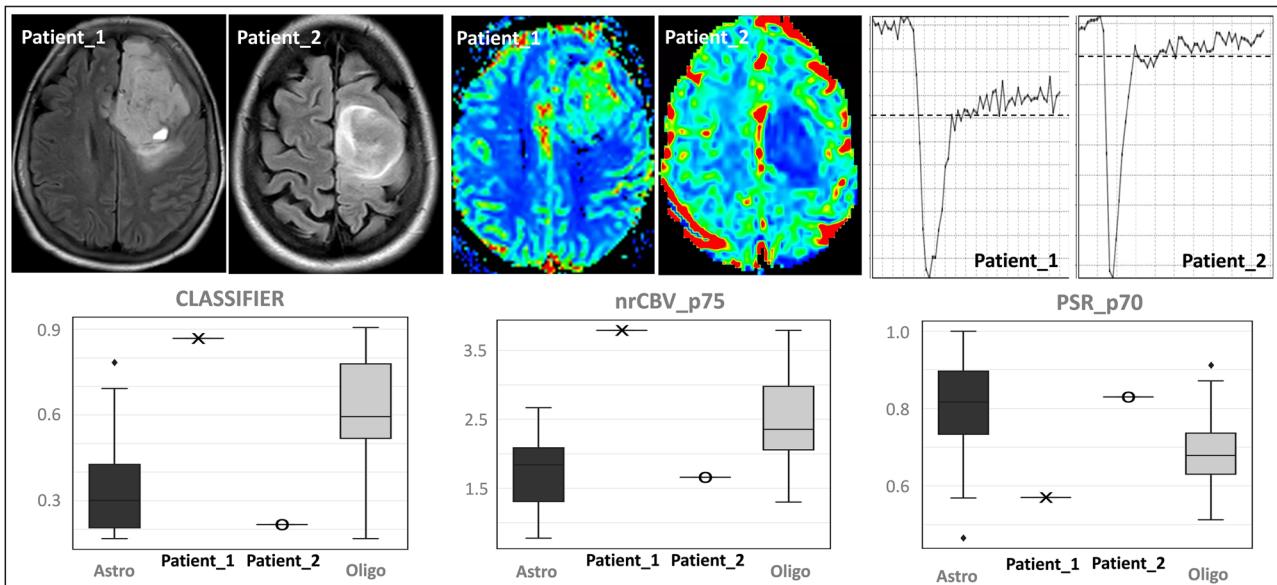 Patient_1
Patient_2
Patient_1
Patient_2
Patient_1
Patient_2
CLASSIFIER
0.9
0.6
0.3
Astro
Patient_1
Patient_2
Oligo
nrCBV_p75
3.5
2.5
1.5
Astro
Patient_1
Patient_2
Oligo
PSR_p70
1.0
0.8
0.6
Astro
Patient_1
Patient_2
Oligo